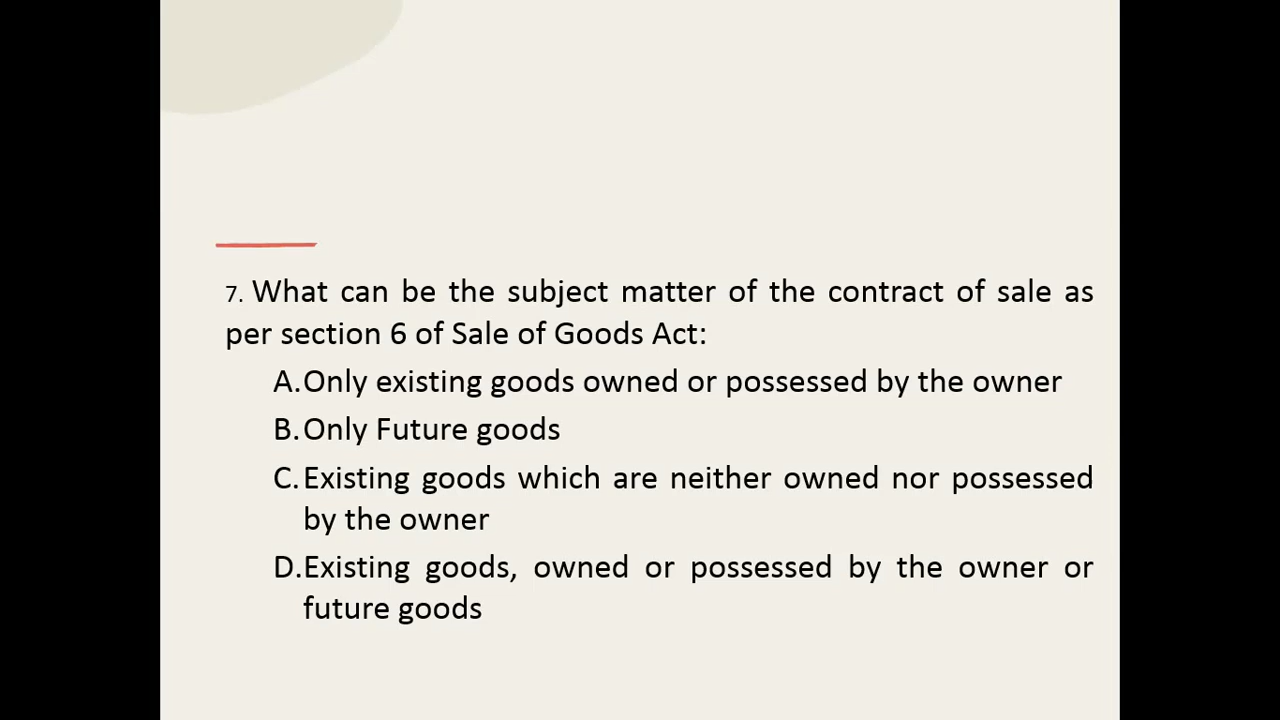 7. What can be the subject matter of the contract of sale as
per section 6 of Sale of Goods Act:
A.Only existing goods owned or possessed by the owner
B.Only Future goods
C.Existing goods which are neither owned nor possessed
by the owner
D.Existing goods, owned or possessed by the owner or
future goods